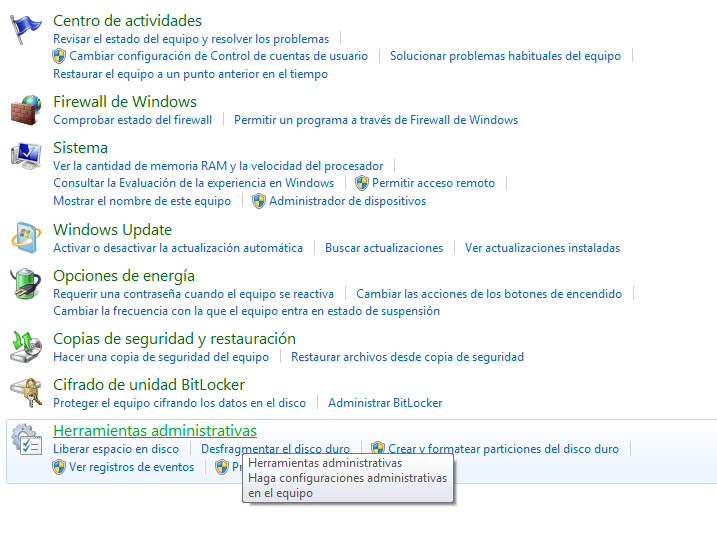 Centro de actividades
Revisar el estado del equipo y resolver los problemas
Cambiar configuración de Control de cuentas de usuario Solucionar problemas habituales del equipo
Restaurar el equipo a un punto anterior en el tiempo
Firewall de Windows
Comprobar estado del firewall Permitir un programa a través de Firewall de Windows
Sistema
Ver la cantidad de memoria RAM y la velocidad del procesador
Consultar la Evaluación de la experiencia en Windows Permitir acceso remoto
Mostrar el nombre de este equipo Administrador de dispositivos
Windows Update
Activar o desactivar la actualización automática Buscar actualizaciones Ver actualizaciones instaladas
Opciones de energía
Requerir una contraseña cuando el equipo se reactiva Cambiar las acciones de los botones de encendido
Cambiar la frecuencia con la que el equipo entra en estado de suspensión
Copias de seguridad y restauración
Hacer una copia de seguridad del equipo Restaurar archivos desde copia de seguridad
Cifrado de unidad BitLocker
Proteger el equipo cifrando los datos en el disco Administrar BitLocker
Herramientas administrativas
Liberar espacio en disco Desfragmentar el disco duro Crear y formatear particiones del disco duro
Ver registros de eventos
Herramientas administrativas
Haga configuraciones administrativas
en el equipo